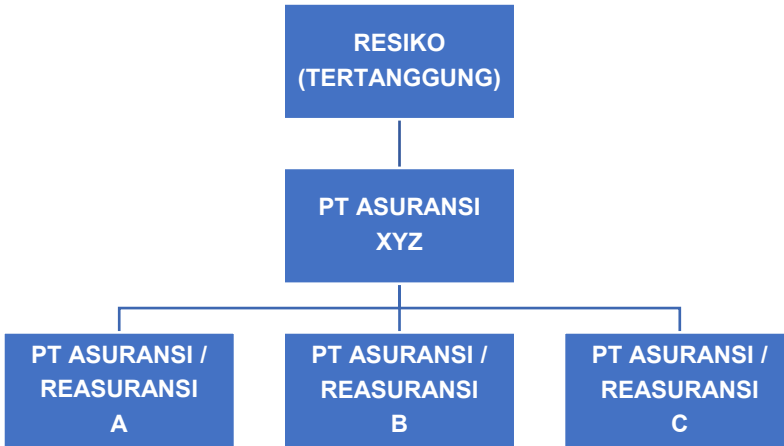 RESIKO
(TERTANGGUNG)
PT ASURANSI
XYZ
PT ASURANSI /
REASURANSI
A
PT ASURANSI /
REASURANSI
B
PT ASURANSI /
REASURANSI
C